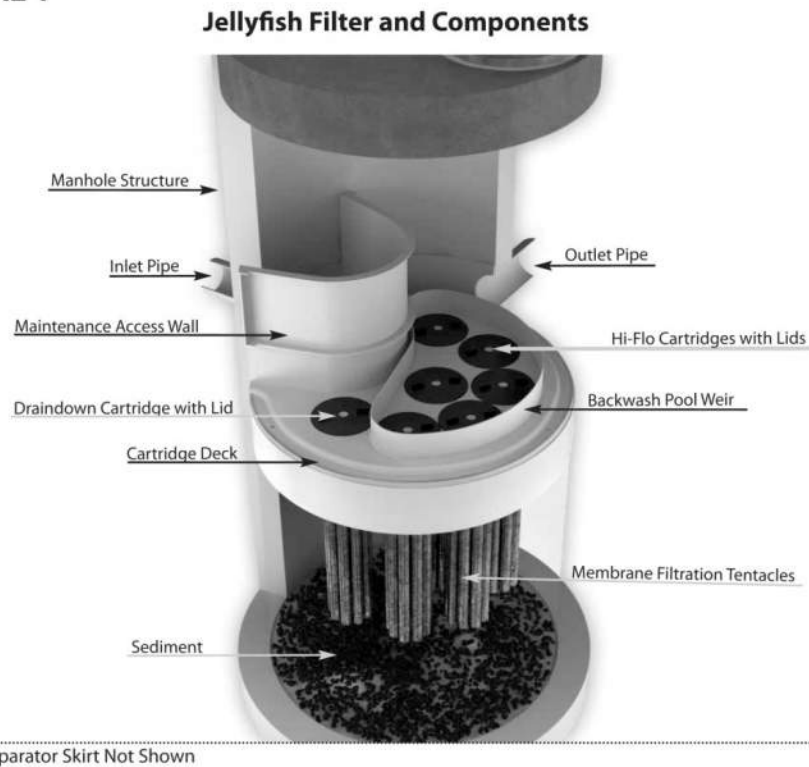 Jellyfish Filter and Components
Manhole Structure
Inlet Pipe
Outlet Pipe
Maintenance Access Wall
Hi-Flo Cartridges with Lids
Draindown Cartridge with Lid
Backwash Pool Weir
Cartridge Deck
Membrane Filtration Tentacles
Sediment
Skirt Not Shown